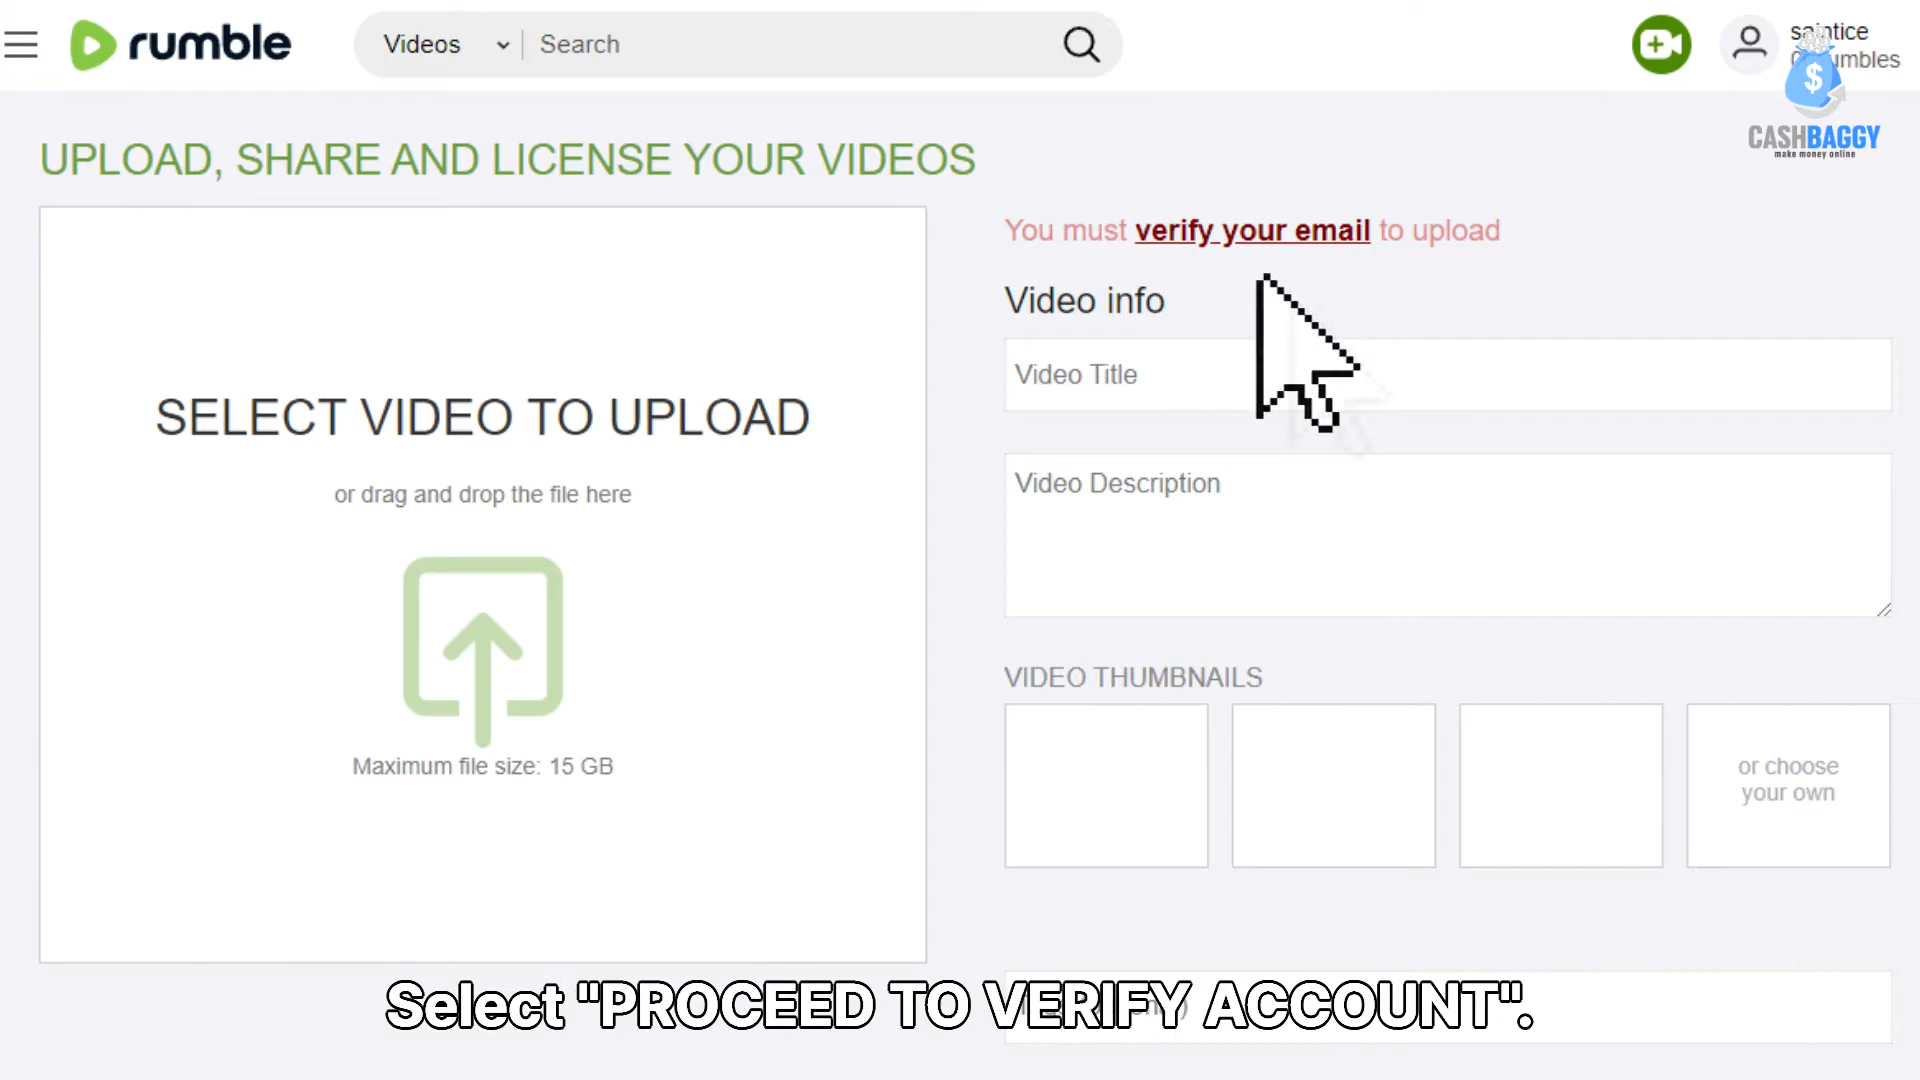 rumble
Videos
Search
saintice
CASHBAGGY
make money online
UPLOAD, SHARE AND LICENSE YOUR VIDEOS
SELECT VIDEO TO UPLOAD
or drag and drop the file here
Maximum file size: 15 GB
You must verify your email to upload
Video info
Video Title
Video Description
VIDEO THUMBNAILS
or choose
your own
Select "PROCEED TO VERIFY ACCOUNT".